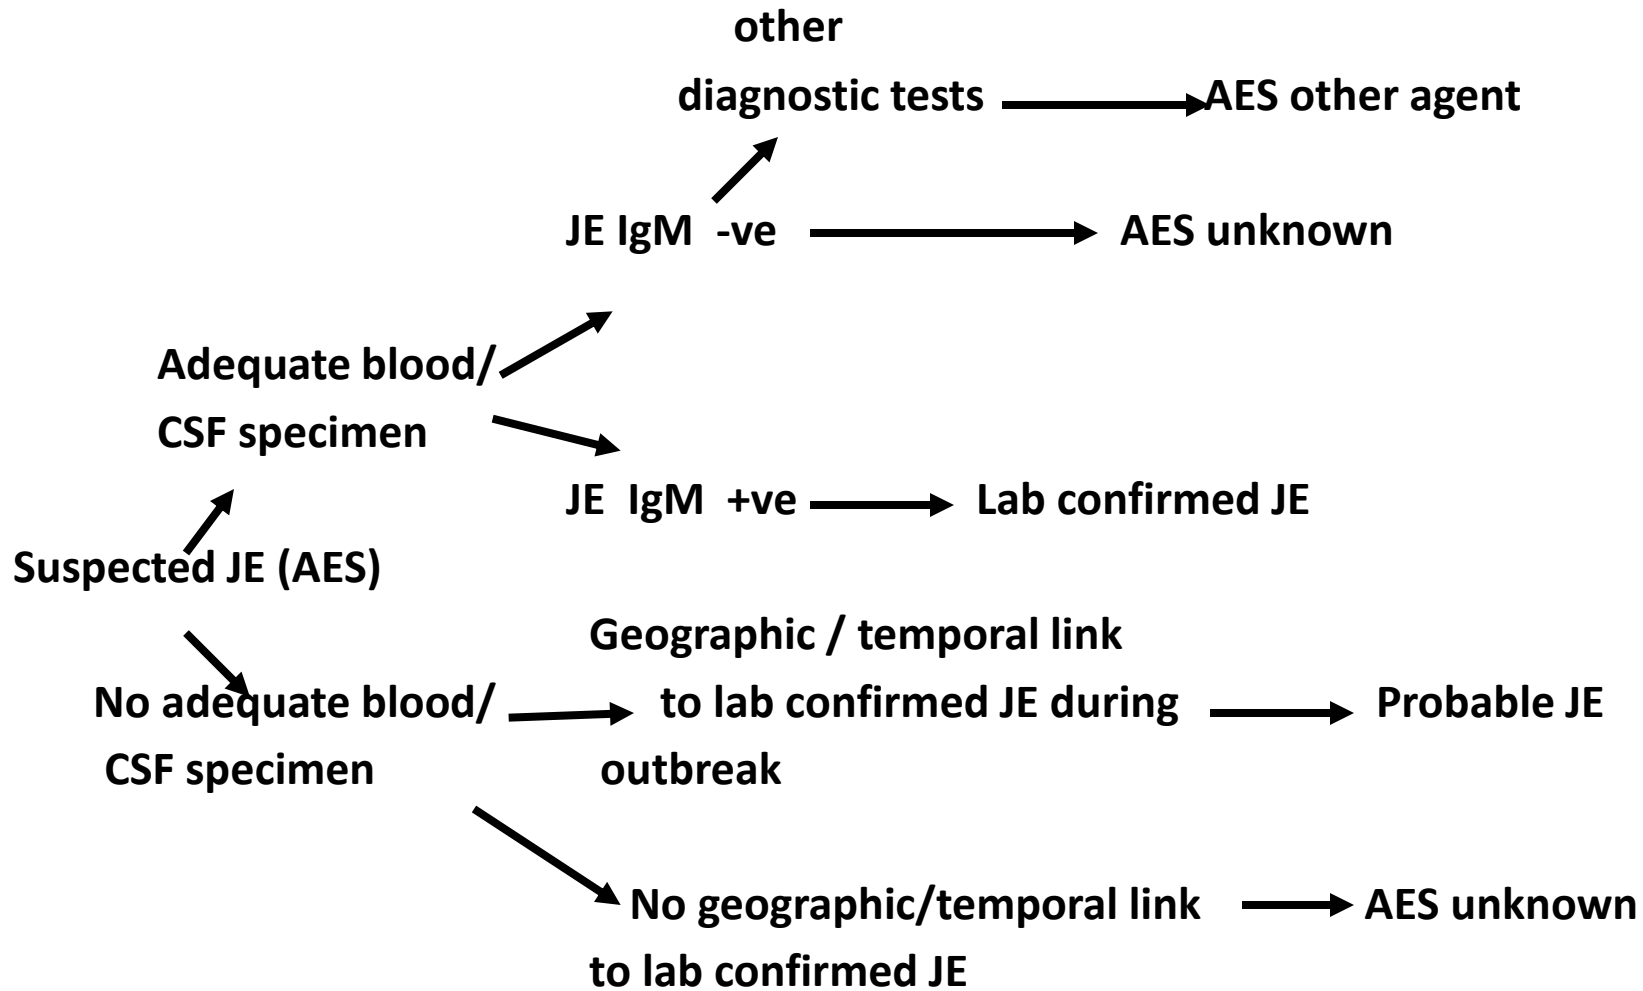 other
diagnostic tests
AES other agent
JE IgM -ve
AES unknown
Adequate blood/
CSF specimen
JE IgM +ve
Lab confirmed JE
Suspected JE (AES)
Geographic / temporal link
No adequate blood/
to lab confirmed JE during
Probable JE
CSF specimen
outbreak
No geographic/temporal link
AES unknown
to lab confirmed JE